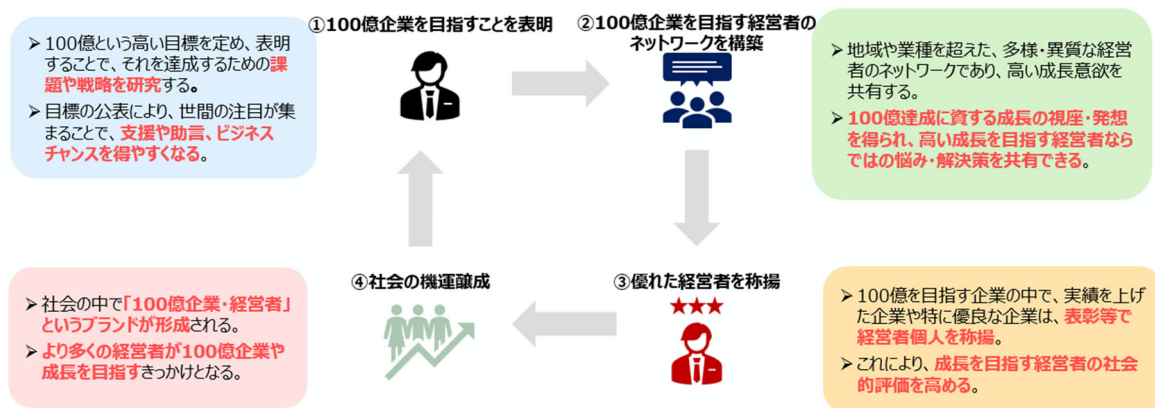 ①100億企業を目指すことを表明
➢100億という高い目標を定め、表明
することで、それを達成するための課
題や戦略を研究する。
➢目標の公表により、世間の注目が集
まることで、支援や助言、ビジネス
チャンスを得やすくなる。
②100億企業を目指す経営者の
ネットワークを構築
➢地域や業種を超えた、多様・異質な経営
者のネットワークであり、高い成長意欲を
共有する。
➢100億達成に資する成長の視座・発想
を得られ、高い成長を目指す経営者なら
ではの悩み・解決策を共有できる。
③優れた経営者を称揚
➢100億を目指す企業の中で、実績を上げ
た企業や特に優良な企業は、表彰等で
経営者個人を称揚。
➢これにより、成長を目指す経営者の社会
的評価を高める。
④社会の機運醸成
➢社会の中で「100億企業・経営者」
というブランドが形成される。
➢より多くの経営者が100億企業や
成長を目指すきっかけとなる。